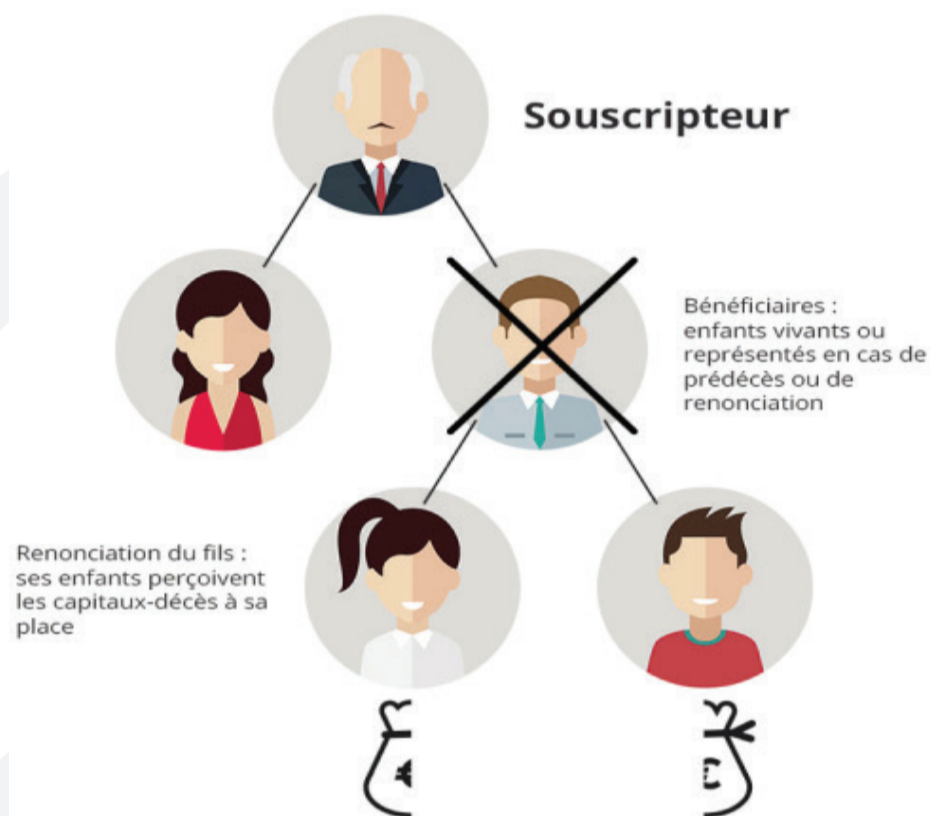 Souscripteur
Bénéficiaires :
enfants vivants ou
représentés en cas de
prédécès ou de
renonciation
Renonciation du fils :
ses enfants perçoivent
les capitaux-décès à sa
place